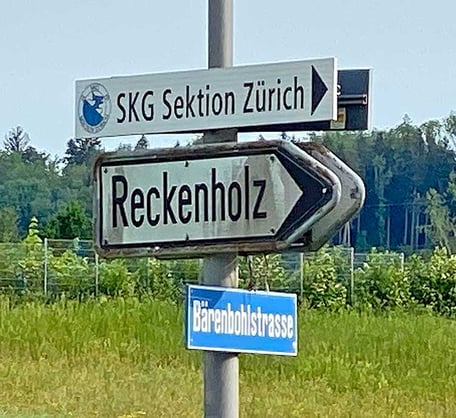 SKG Sektion Zürich
Reckenholz
Bärenbohlstrasse